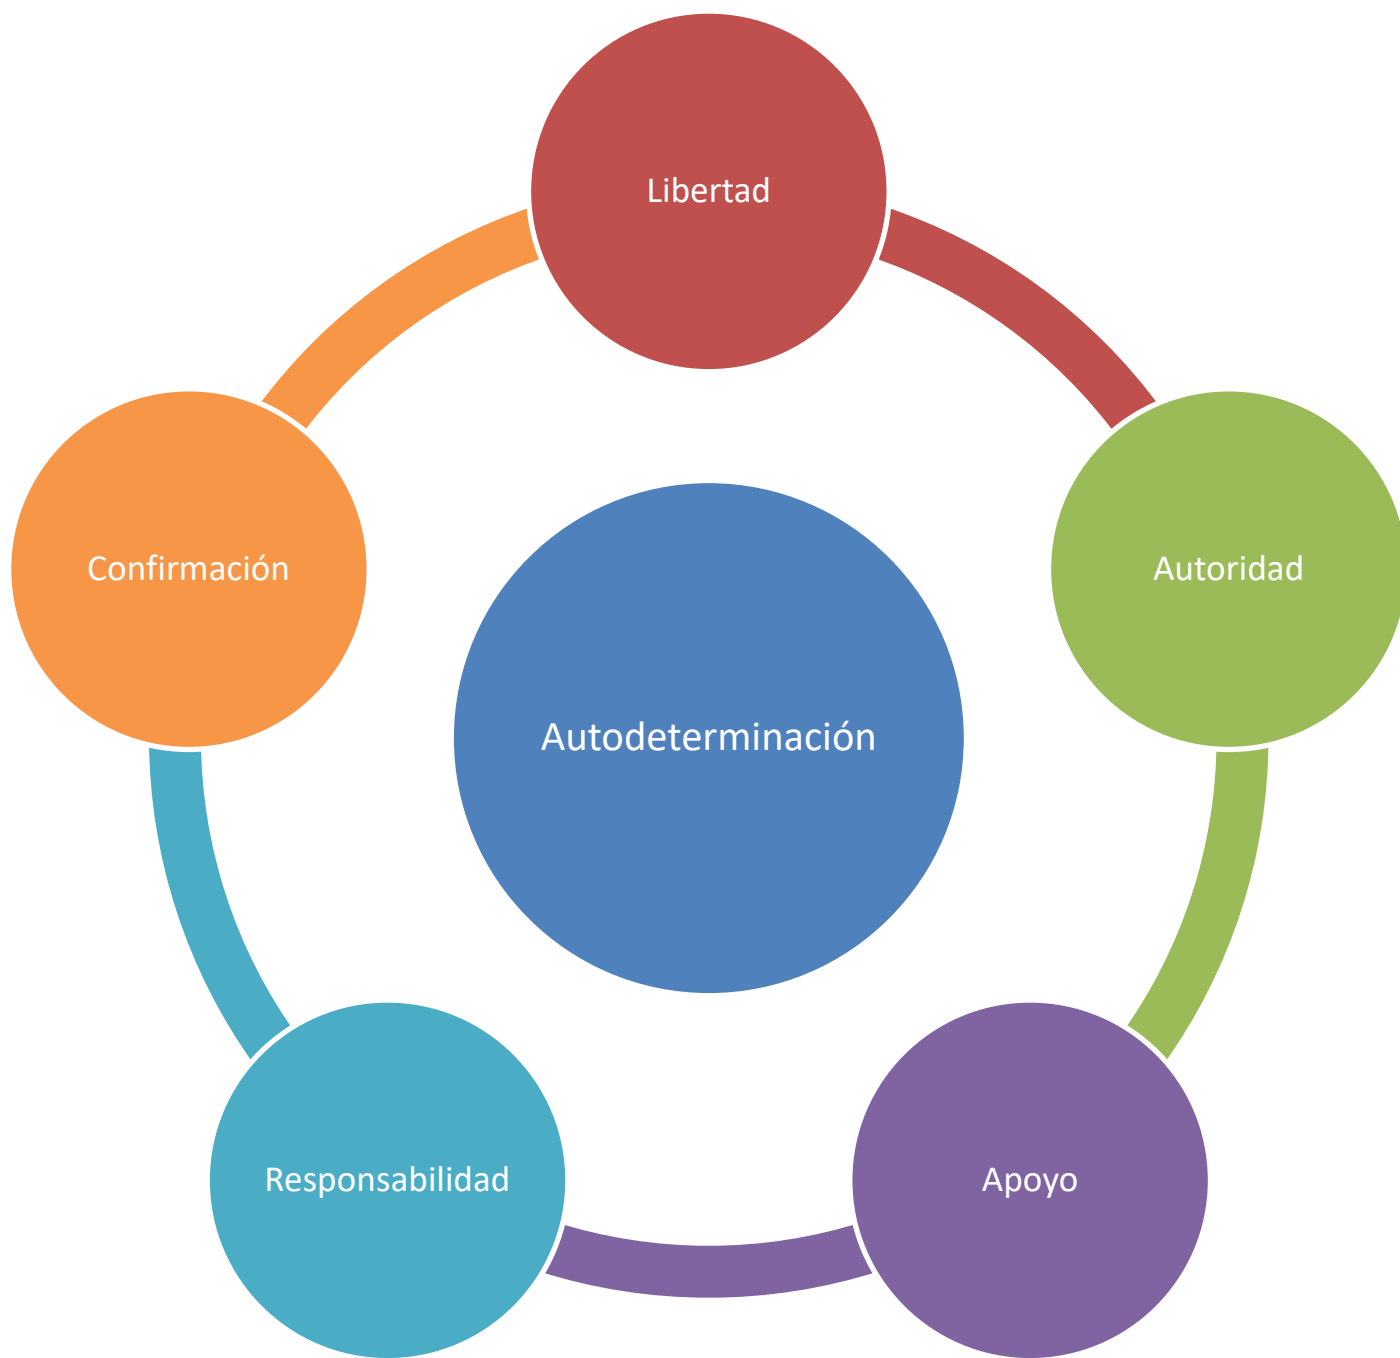 Libertad
Autoridad
Apoyo
Responsabilidad
Confirmación
Autodeterminación